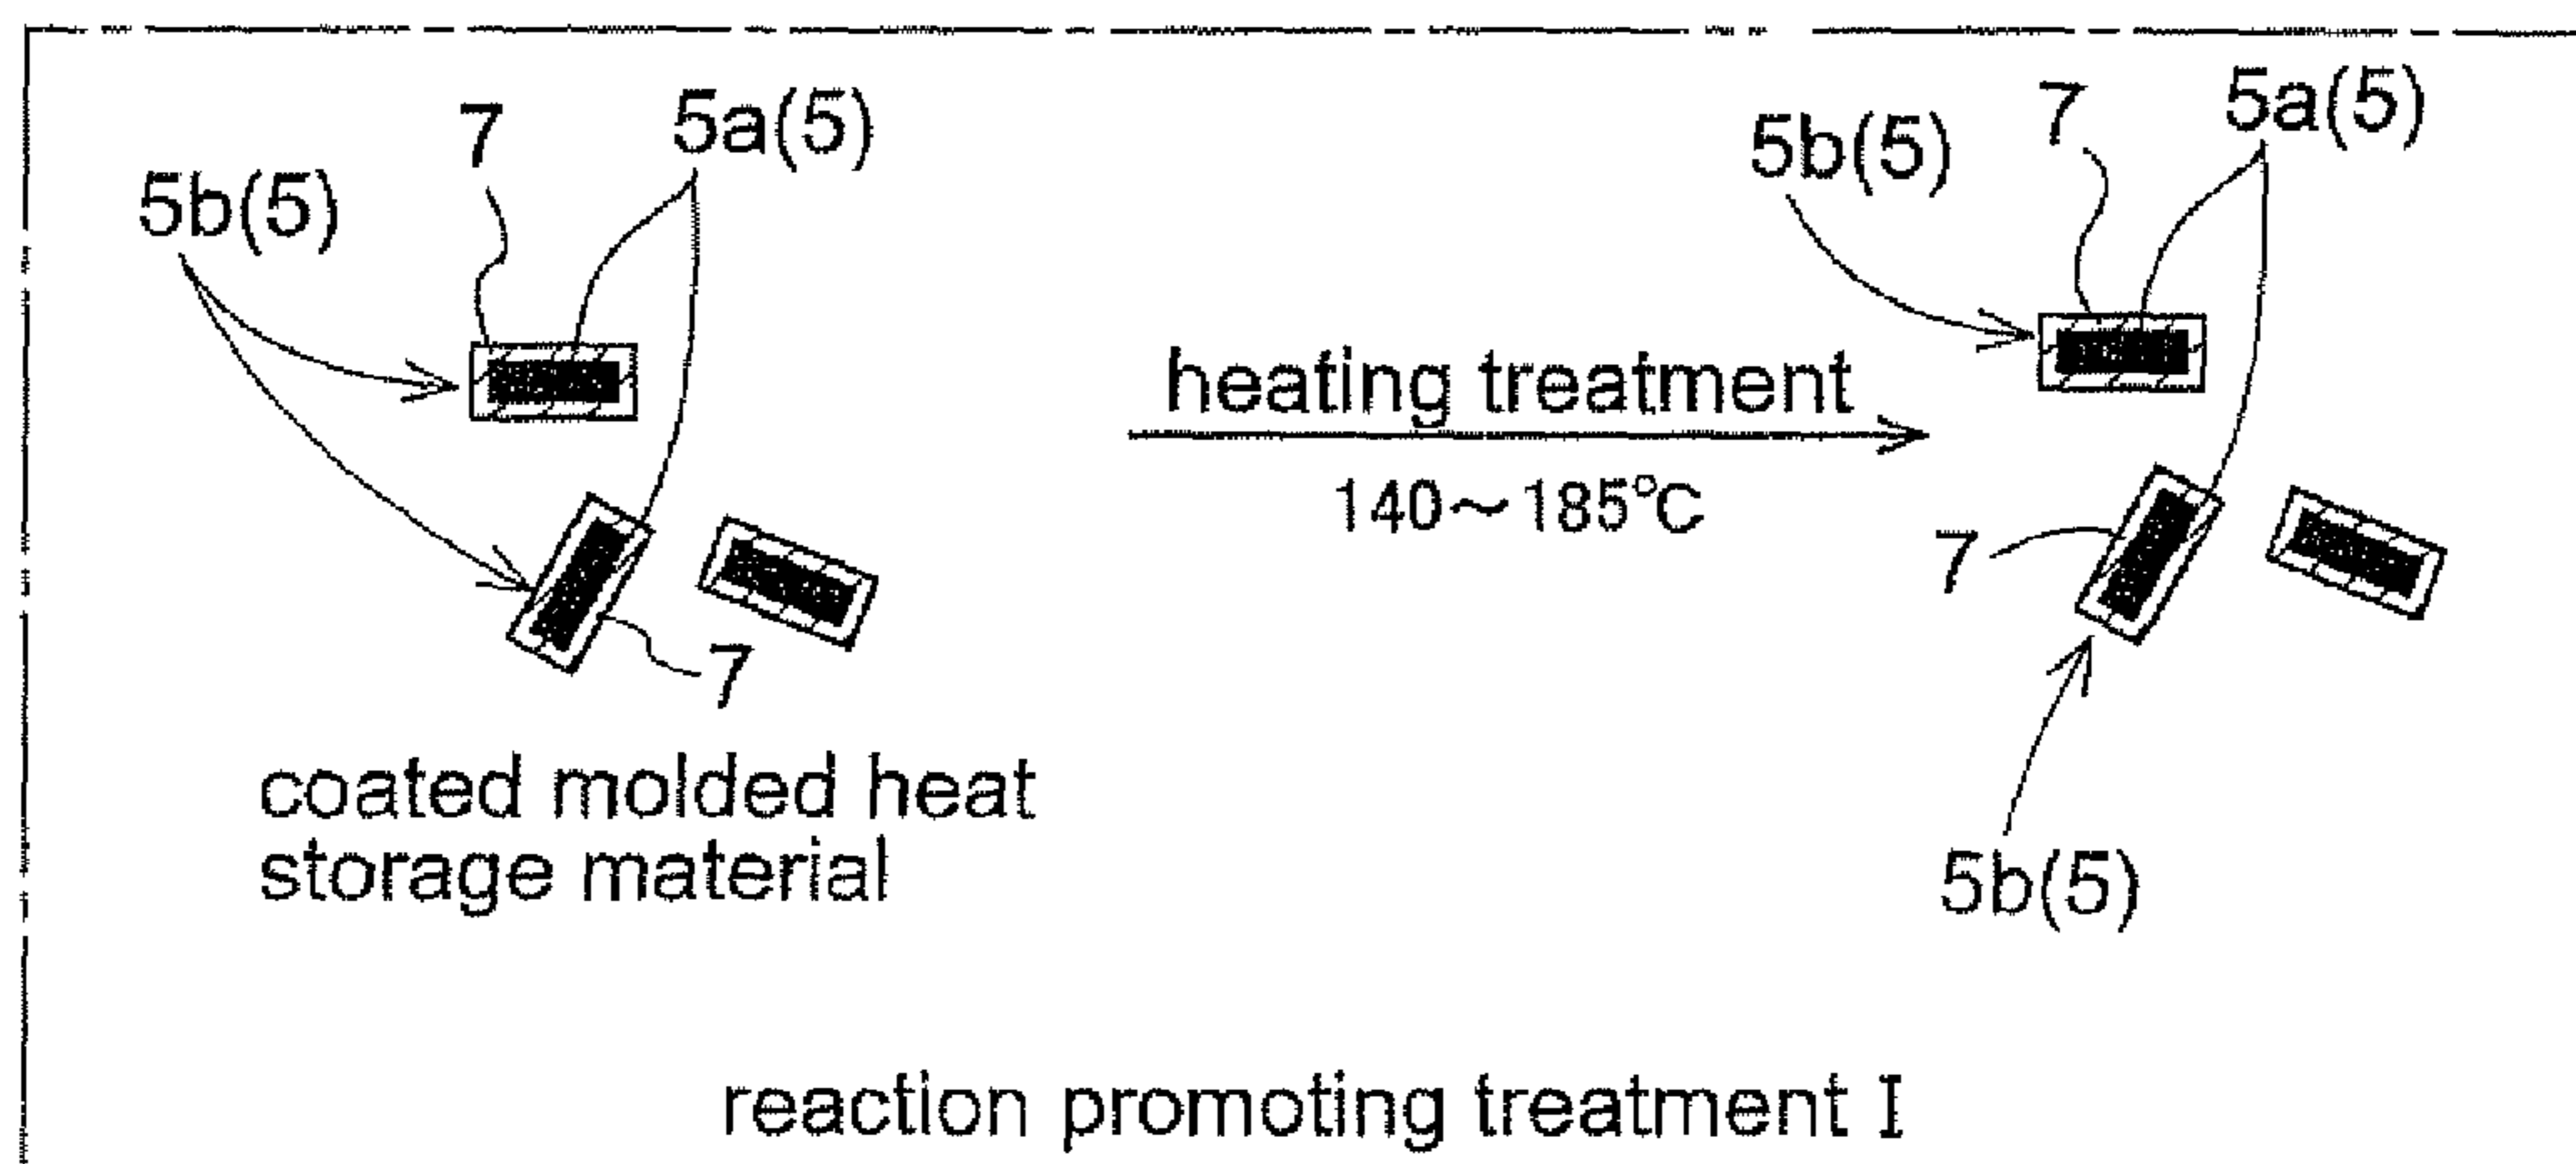 7
5a(5)
5b(5)
7
coated molded heat
storage material
heating treatment
140～185℃
5b(5)
7
5a(5)
7
5b(5)
reaction promoting treatment I